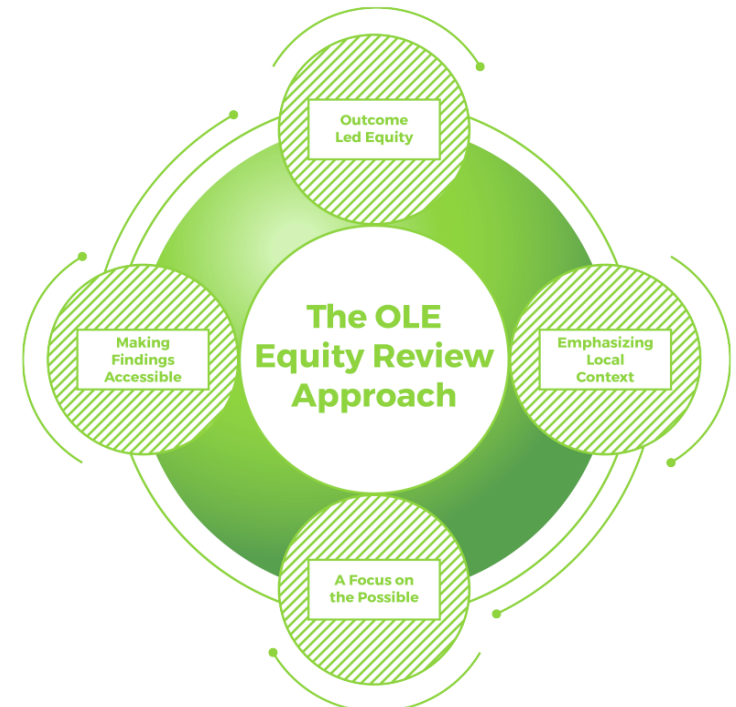 Outcome
Led Equity
The OLE
Equity Review
Approach
Making
Findings
Accessible
Emphasizing
Local
Context
A Focus on
the Possible